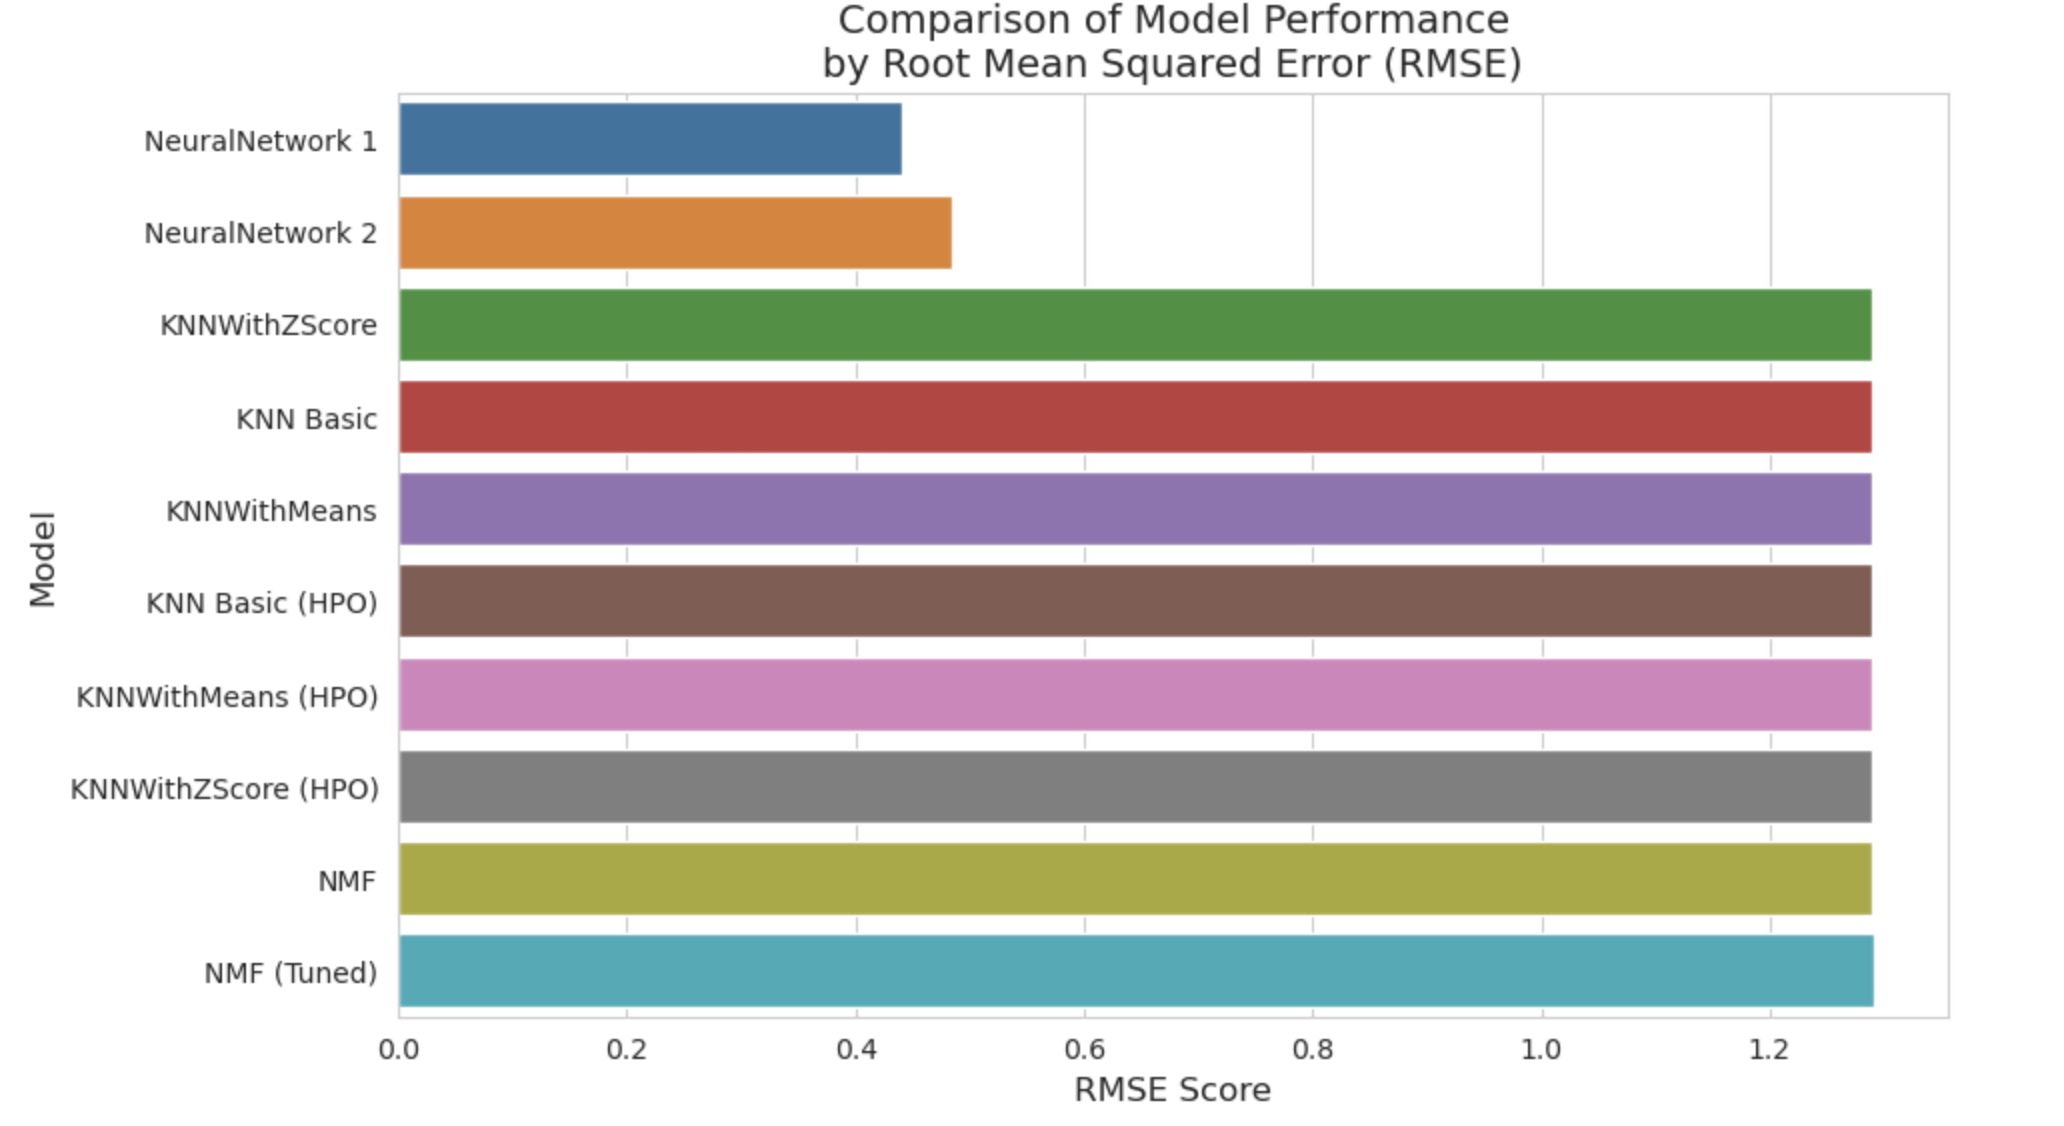 Comparison of Model Performance
by Root Mean Squared Error (RMSE)
Model
NeuralNetwork 1
NeuralNetwork 2
KNNWithZScore
KNN Basic
KNNWithMeans
KNN Basic (HPO)
KNNWithMeans (HPO)
KNNWithZScore (HPO)
NMF
NMF (Tuned)
0.0 0.2 0.4 0.6 0.8 1.0 1.2
RMSE Score